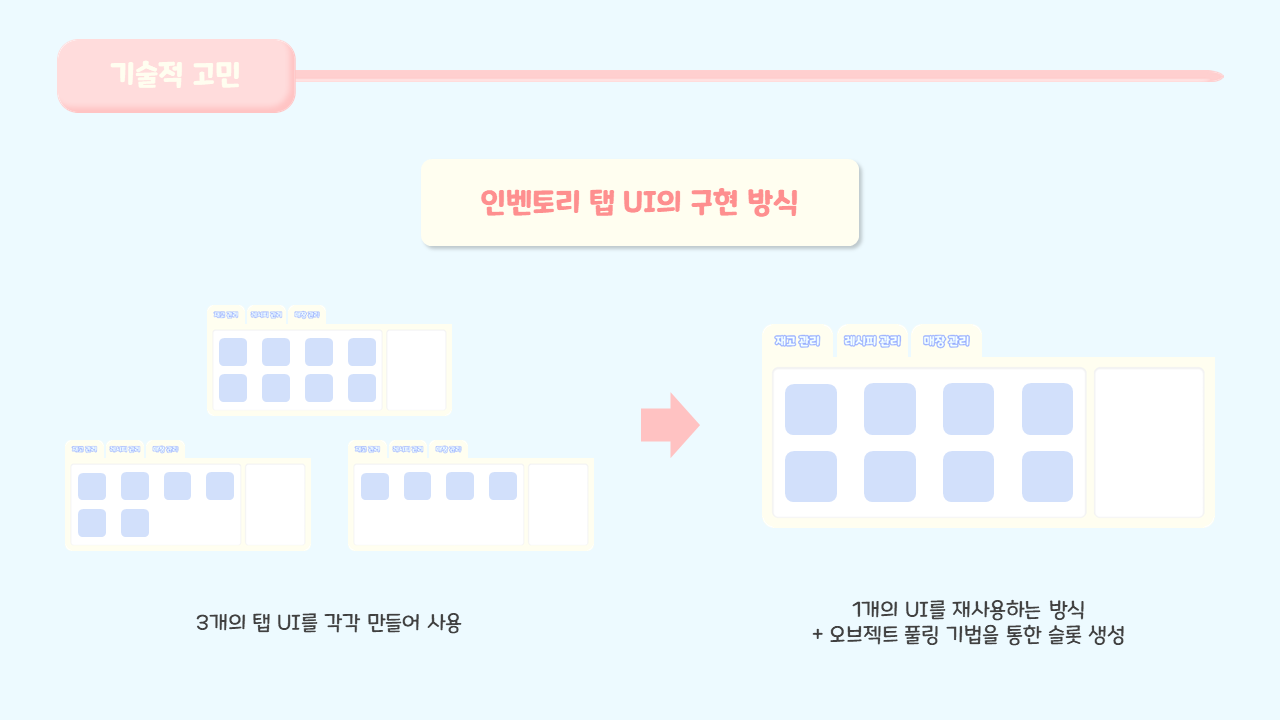 기술적 고민
인벤토리 탭 UI의 구현 방식
재고 관리 레시피 관리 매장 관리
재고 관리 레시피 관리 매장 관리
재고 관리 레시피 관리 매장 관리
재고 관리 레시피 관리 매장 관리
3개의 탭 UI를 각각 만들어 사용
1개의 UI를 재사용하는 방식
+ 오브젝트 풀링 기법을 통한 슬롯 생성